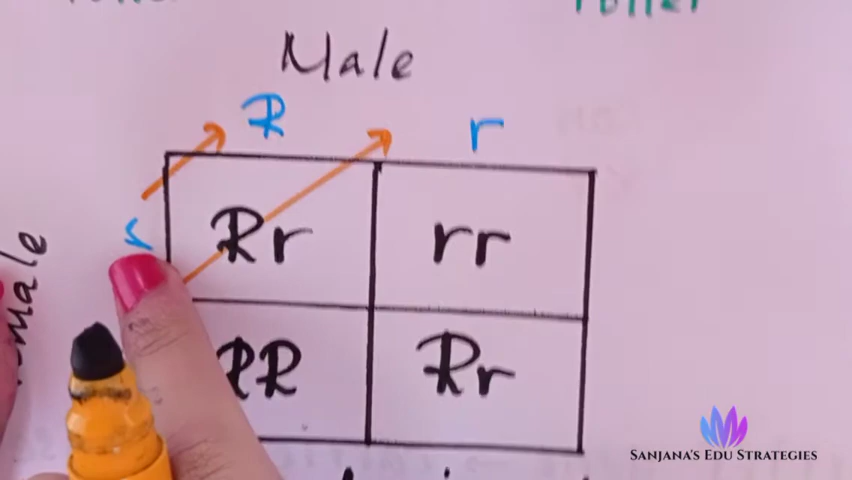 Male
R r
r
Rr rr
RR Rr
SANJANA'S EDU STRATEGIES